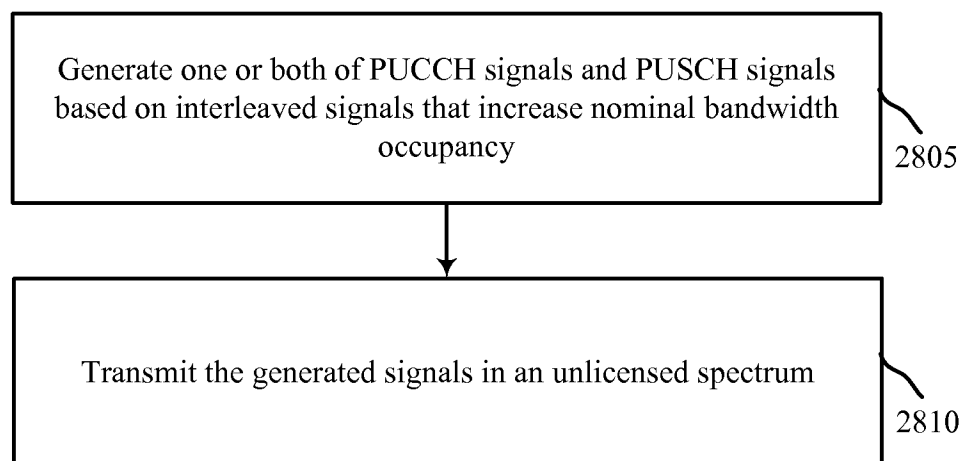 Generate one or both of PUCCH signals and PUSCH signals
based on interleaved signals that increase nominal bandwidth
occupancy
2805
Transmit the generated signals in an unlicensed spectrum
2810